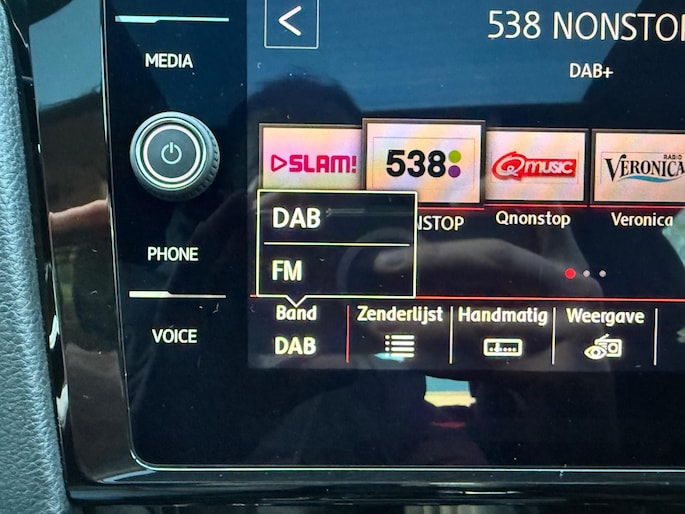 538 NONSTO
MEDIA
DAB+
SLAM!
538
Qmusic
RADIO
VERONICA
DAB
NSTOP
Qnonstop
Veronica
PHONE
FM
Band
Zenderlijst
Handmatig
Weergave
VOICE
DAB